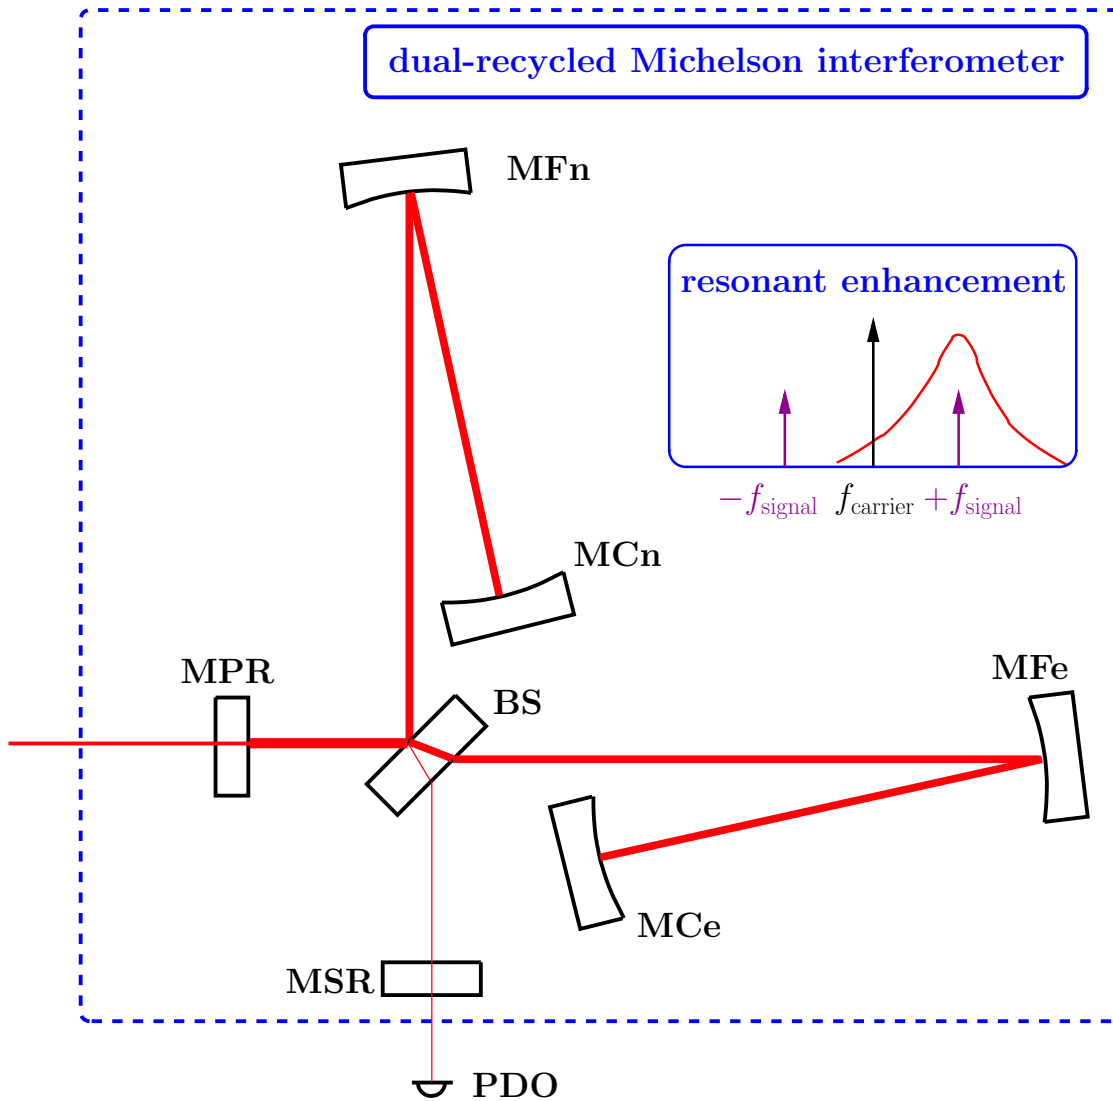 dual-recycled Michelson interferometer
MFn
resonant enhancement
−f_signal f_carrier +f_signal
MCn
MPR
MFe
BS
MCe
MSR
PDO